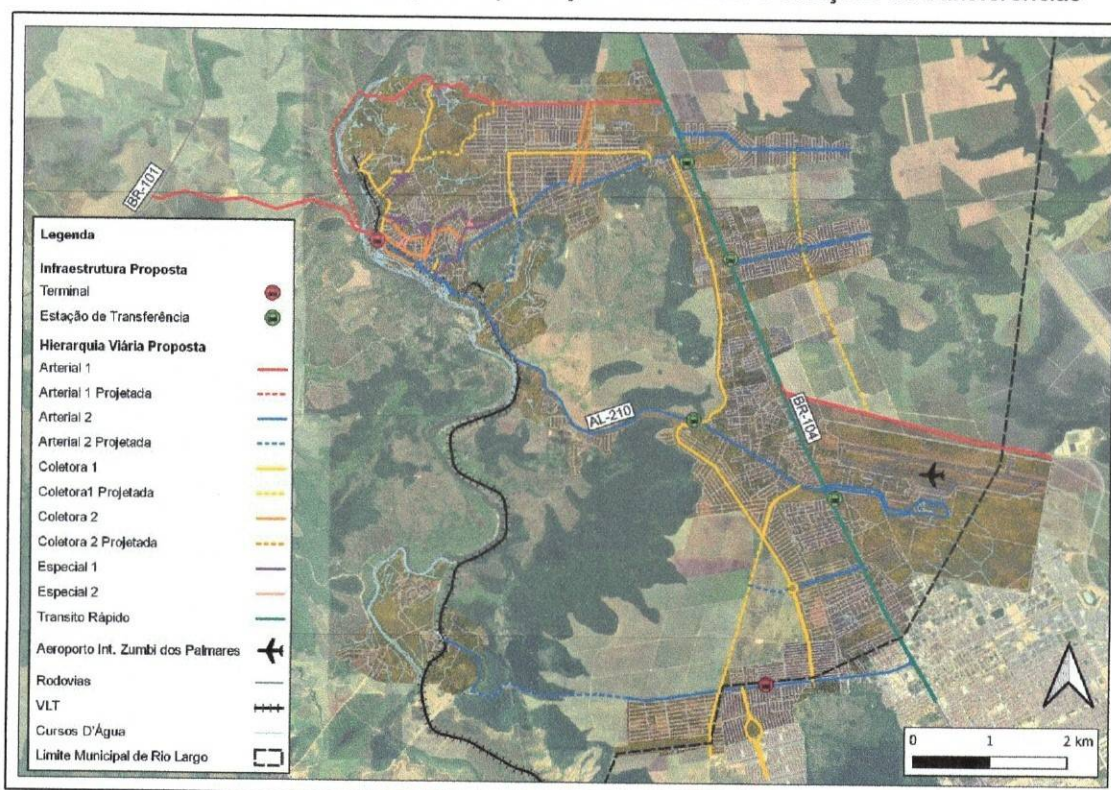 BR-101
Legenda
Infraestrutura Proposta
Terminal
Estação de Transferência
Hierarquia Viária Proposta
Arterial 1
Arterial 1 Projetada
Arterial 2
Arterial 2 Projetada
Coletora 1
Coletora1 Projetada
Coletora 2
Coletora 2 Projetada
Especial 1
Especial 2
Transito Rápido
Aeroporto Int. Zumbi dos Palmares
Rodovias
VLT
Cursos D'Água
Limite Municipal de Rio Largo
AL-210
BR-104
0 1 2 km